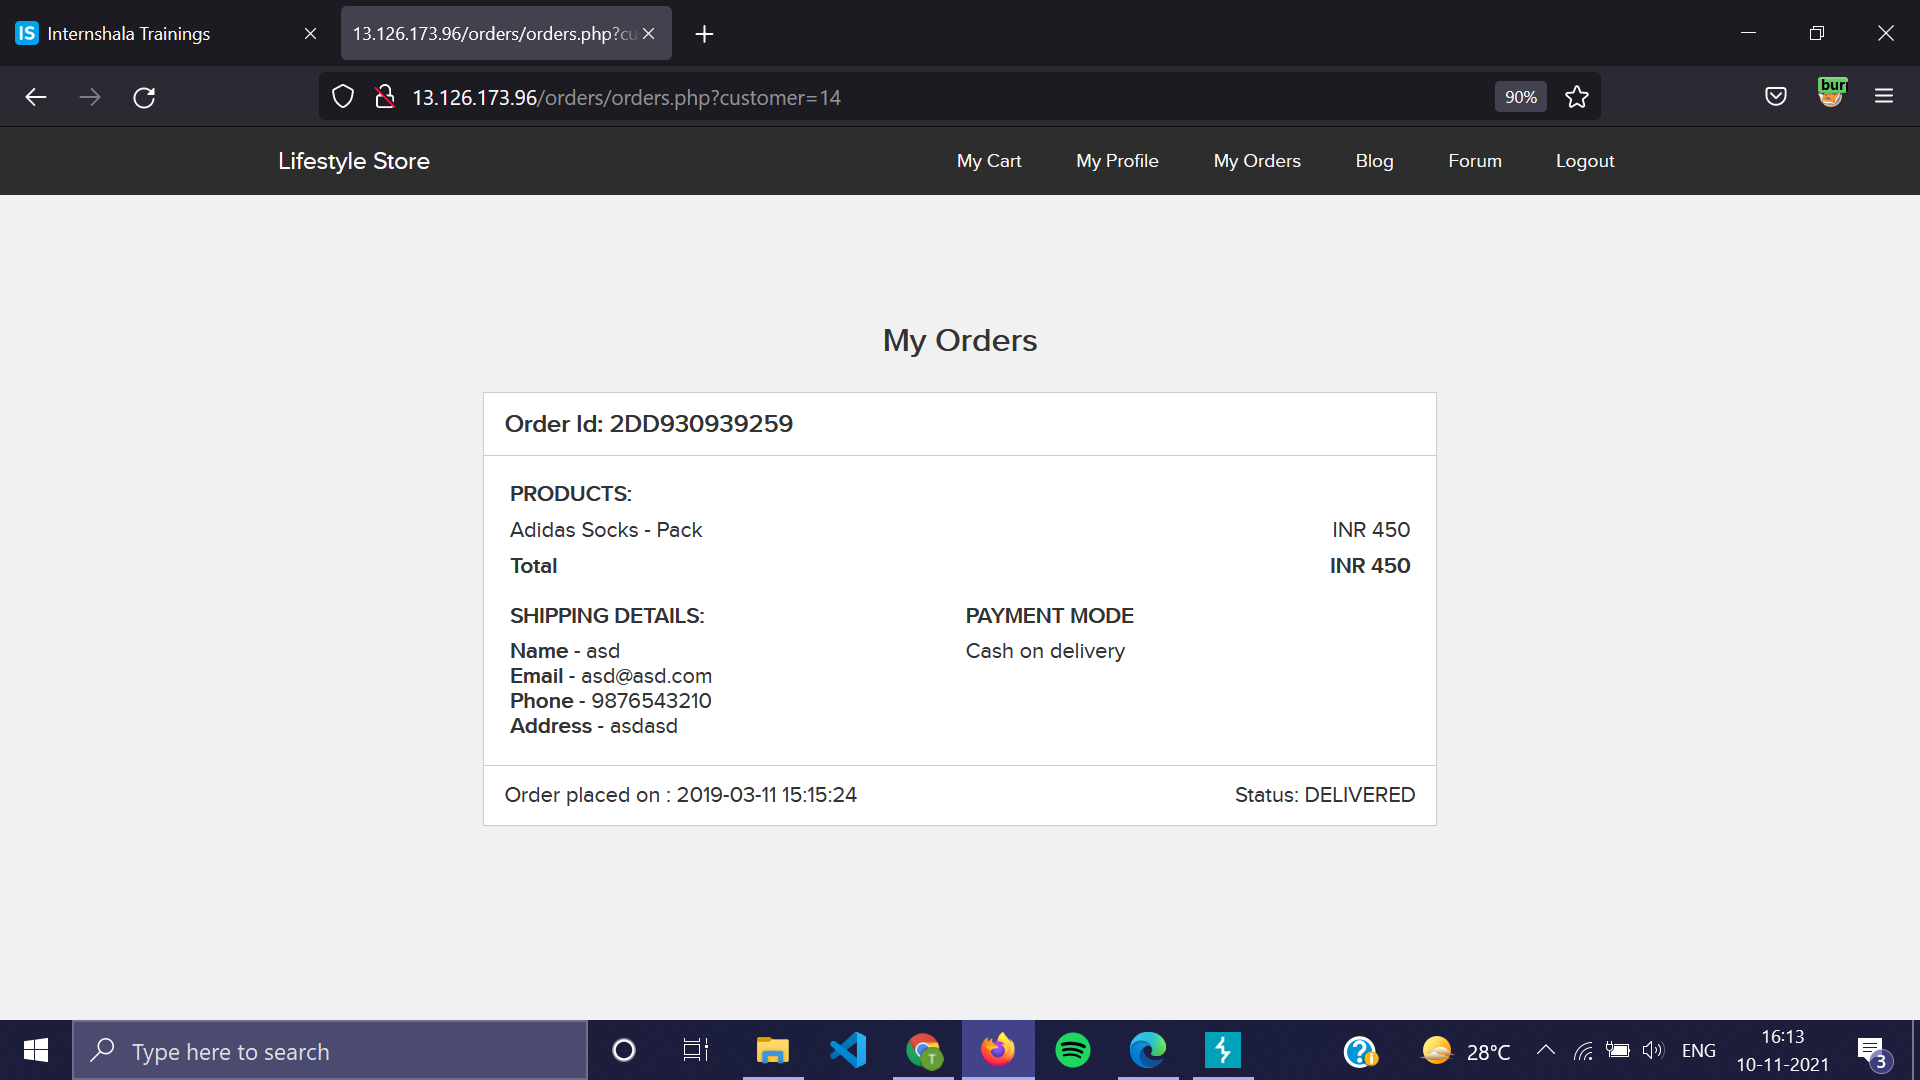 IS Internshala Trainings
13.126.173.96/orders/orders.php?cu
13.126.173.96/orders/orders.php?customer=14
90%
bur
Lifestyle Store
My Cart
My Profile
My Orders
Blog
Forum
Logout
My Orders
Order Id: 2DD930939259
PRODUCTS:
Adidas Socks - Pack INR 450
Total INR 450
SHIPPING DETAILS:
Name - asd
Email - asd@asd.com
Phone - 9876543210
Address - asdasd
PAYMENT MODE
Cash on delivery
Order placed on : 2019-03-11 15:15:24 Status: DELIVERED
Type here to search
T
28°C
ENG
16:13
10-11-2021
3